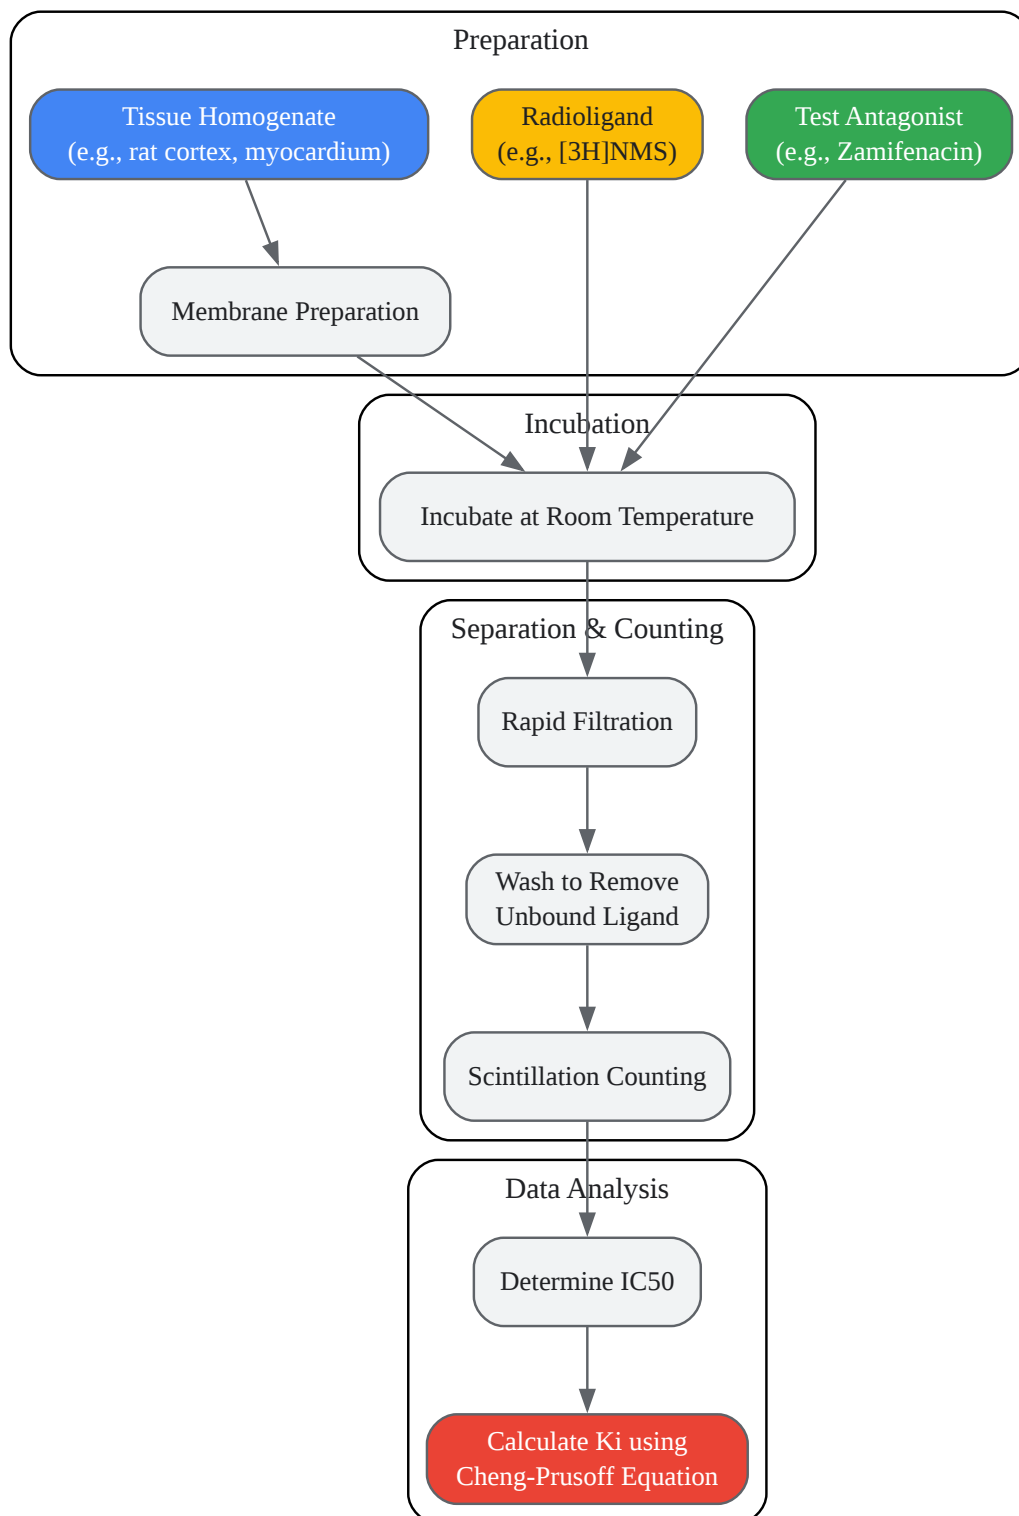 Preparation
Tissue Homogenate
(e.g., rat cortex, myocardium)
Radioligand
(e.g., [3H]NMS)
Test Antagonist
(e.g., Zamifenacin)
Membrane Preparation
Incubation
Incubate at Room Temperature
Separation & Counting
Rapid Filtration
Wash to Remove
Unbound Ligand
Scintillation Counting
Data Analysis
Determine IC50
Calculate Ki using
Cheng-Prusoff Equation